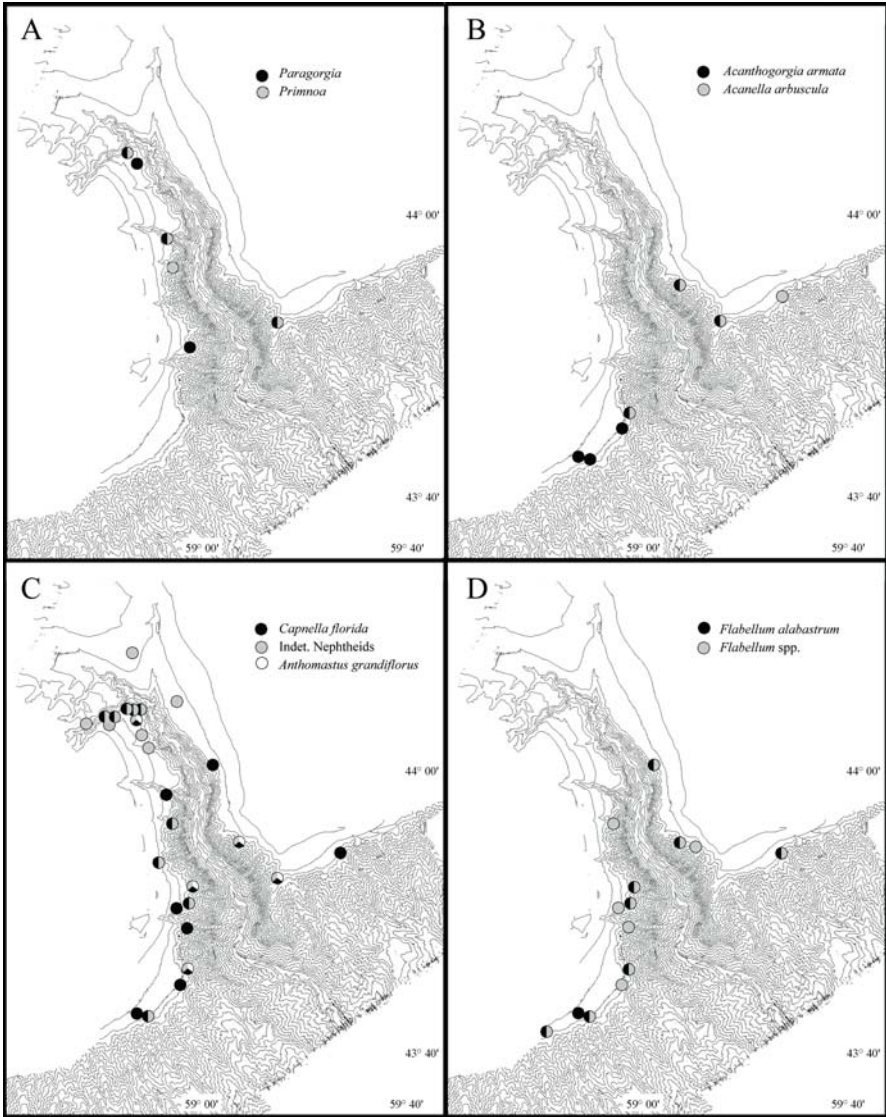 A
Paragorgia
Primnoa
44° 00'
43° 40'
59° 00'
59° 40'
B
Acanthogorgia armata
Acanella arbuscula
44° 00'
43° 40'
59° 00'
59° 40'
C
Capnella florida
Indet. Nephtheids
Anthomastus grandiflorus
44° 00'
43° 40'
59° 00'
59° 40'
D
Flabellum alabastrum
Flabellum spp.
44° 00'
43° 40'
59° 00'
59° 40'